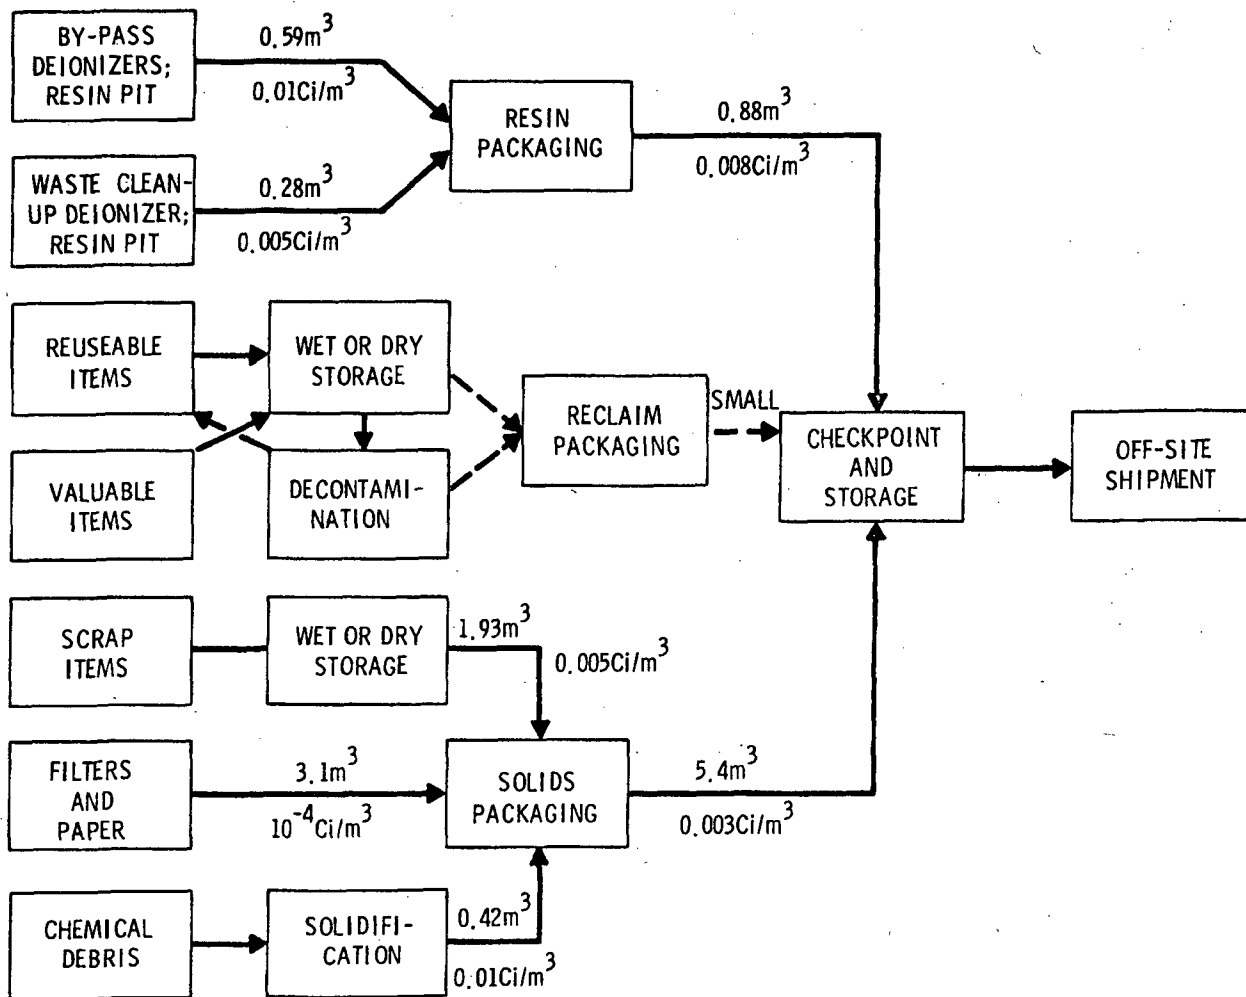 BY-PASS
DEIONIZERS;
RESIN PIT
0.59m³
0.01Ci/m³
RESIN
PACKAGING
0.88m³
0.008Ci/m³
WASTE CLEAN-
UP DEIONIZER;
RESIN PIT
0.28m³
0.005Ci/m³
REUSEABLE
ITEMS
WET OR DRY
STORAGE
VALUABLE
ITEMS
DECONTAMI-
NATION
RECLAIM
PACKAGING
SMALL
CHECKPOINT
AND
STORAGE
OFF-SITE
SHIPMENT
SCRAP
ITEMS
WET OR DRY
STORAGE
1.93m³
0.005Ci/m³
FILTERS
AND
PAPER
3.1m³
10⁻⁴Ci/m³
SOLIDS
PACKAGING
5.4m³
0.003Ci/m³
CHEMICAL
DEBRIS
SOLIDIFI-
CATION
0.42m³
0.01Ci/m³